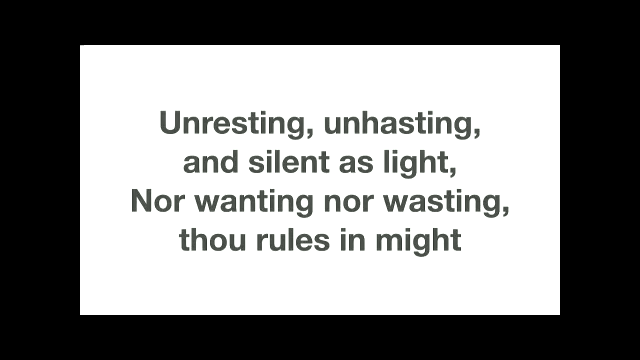 Unresting, unhasting,
and silent as light,
Nor wanting nor wasting,
thou rules in might